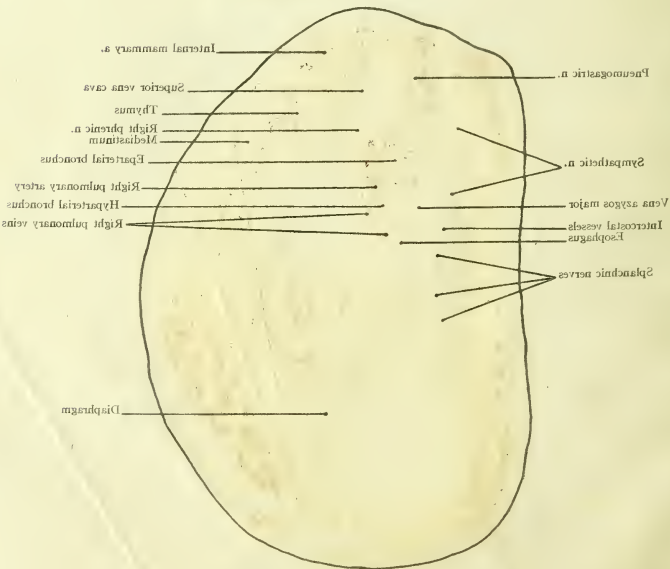 Internal mammary a.
Superior vena cava
Thymus
Right phrenic n.
Mediastinum
Eparterial bronchus
Right pulmonary artery
Hyparterial bronchus
Right pulmonary veins
Diaphragm
Pneumogastric n.
Sympathetic n.
Vena azygos major
Intercostal vessels
Esophagus
Splanchnic nerves